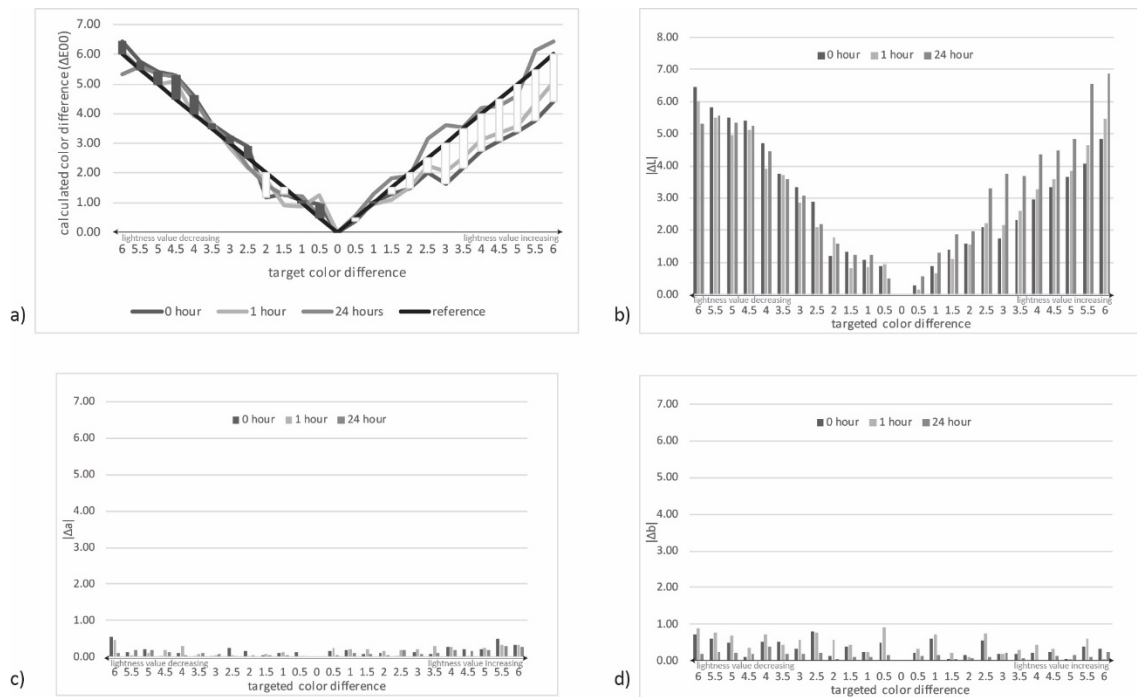 7.00
6.00
5.00
4.00
3.00
2.00
1.00
0.00
calculated color difference (ΔE00)
lightness value decreasing
lightness value increasing
6 5.5 5 4.5 4 3.5 3 2.5 2 1.5 1 0.5 0 0.5 1 1.5 2 2.5 3 3.5 4 4.5 5 5.5 6
target color difference
0 hour 1 hour 24 hours reference
a)
8.00
7.00
6.00
5.00
4.00
3.00
2.00
1.00
0.00
|ΔL|
0 hour 1 hour 24 hour
lightness value decreasing
lightness value increasing
6 5.5 5 4.5 4 3.5 3 2.5 2 1.5 1 0.5 0 0.5 1 1.5 2 2.5 3 3.5 4 4.5 5 5.5 6
targeted color difference
b)
7.00
6.00
5.00
4.00
3.00
2.00
1.00
0.00
|Δa|
0 hour 1 hour 24 hour
lightness value decreasing
lightness value increasing
6 5.5 5 4.5 4 3.5 3 2.5 2 1.5 1 0.5 0 0.5 1 1.5 2 2.5 3 3.5 4 4.5 5 5.5 6
targeted color difference
c)
7.00
6.00
5.00
4.00
3.00
2.00
1.00
0.00
|Δb|
0 hour 1 hour 24 hour
lightness value decreasing
lightness value increasing
6 5.5 5 4.5 4 3.5 3 2.5 2 1.5 1 0.5 0 0.5 1 1.5 2 2.5 3 3.5 4 4.5 5 5.5 6
targeted color difference
d)